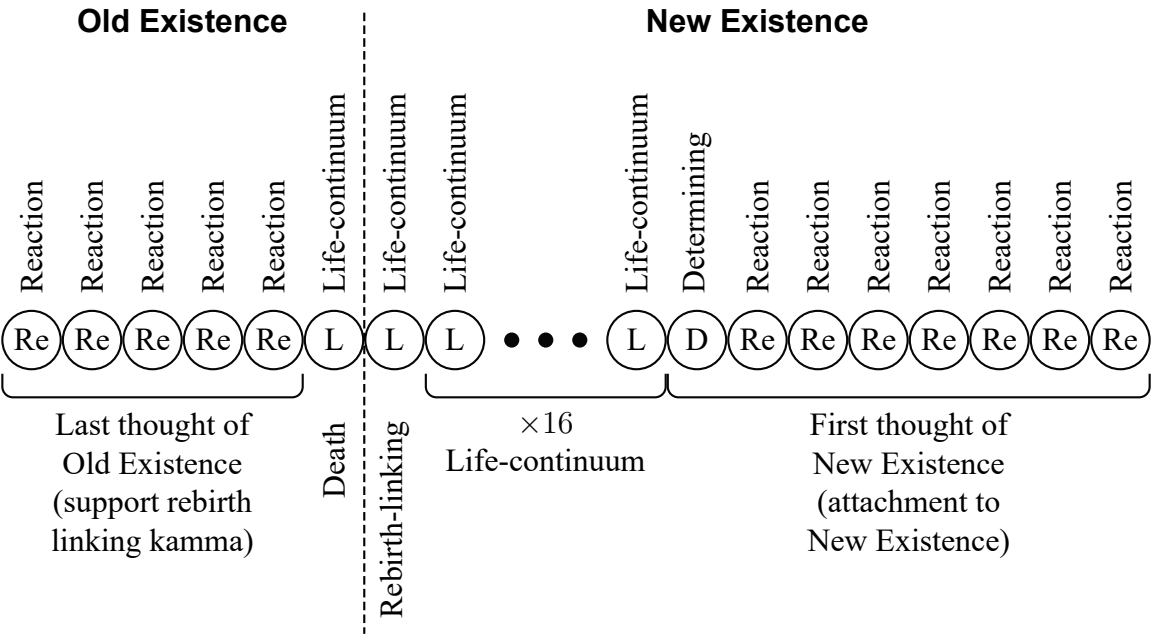 Old Existence
New Existence
Reaction
Reaction
Reaction
Reaction
Reaction
Life-continuum
Life-continuum
Life-continuum
Life-continuum
Determining
Reaction
Reaction
Reaction
Reaction
Reaction
Reaction
Reaction
Re Re Re Re Re L L L L D Re Re Re Re Re Re Re
Last thought of
Old Existence
(support rebirth
linking kamma)
Death
Rebirth-linking
×16
Life-continuum
First thought of
New Existence
(attachment to
New Existence)